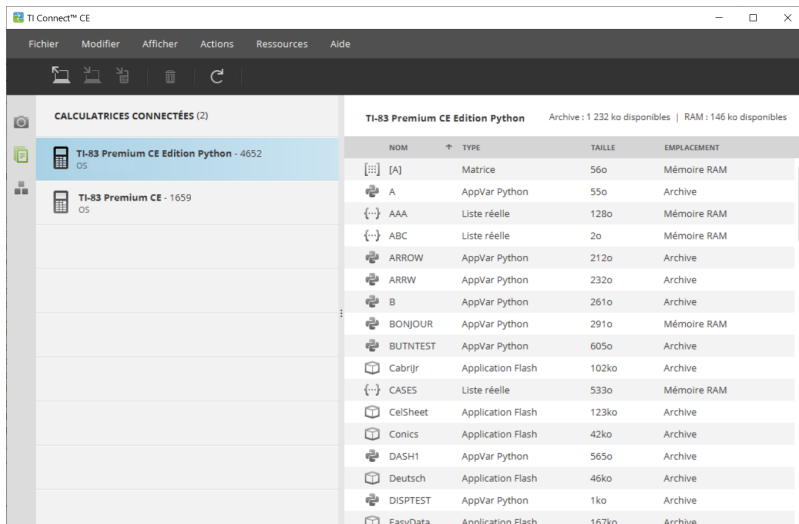 TI Connect™ CE
Fichier Modifier Afficher Actions Ressources Aide
CALCULATRICES CONNECTÉES (2)
TI-83 Premium CE Edition Python - 4652
OS
TI-83 Premium CE - 1659
OS
TI-83 Premium CE Edition Python Archive : 1 232 ko disponibles | RAM : 146 ko disponibles
NOM TYPE TAILLE EMPLACEMENT
[A] Matrice 56o Mémoire RAM
A AppVar Python 55o Archive
AAA Liste réelle 128o Mémoire RAM
ABC Liste réelle 2o Mémoire RAM
ARROW AppVar Python 212o Archive
ARRW AppVar Python 232o Archive
B AppVar Python 261o Archive
BONJOUR AppVar Python 291o Mémoire RAM
BUTNTEST AppVar Python 605o Archive
CabriJr Application Flash 102ko Archive
CASES Liste réelle 533o Mémoire RAM
CelSheet Application Flash 123ko Archive
Conics Application Flash 42ko Archive
DASH1 AppVar Python 565o Archive
Deutsch Application Flash 46ko Archive
DISPTEST AppVar Python 1ko Archive
EasyData Application Flash 167ko Archive